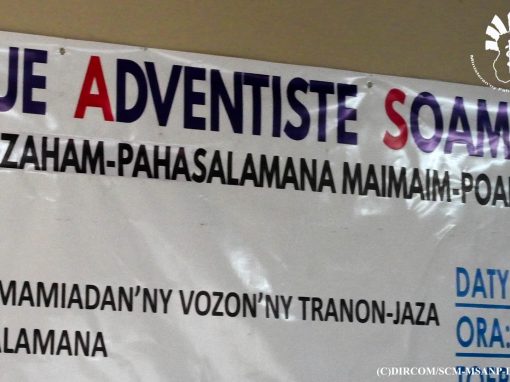 UE ADVENTISTE SOAM
ZAHAM-PAHASALAMANA MAIMAIM-POA
MAMIADAN'NY VOZON'NY TRANON-JAZA
ALAMANA
DATY
ORA:
(C)DIRCOM/SCM-MSANP-